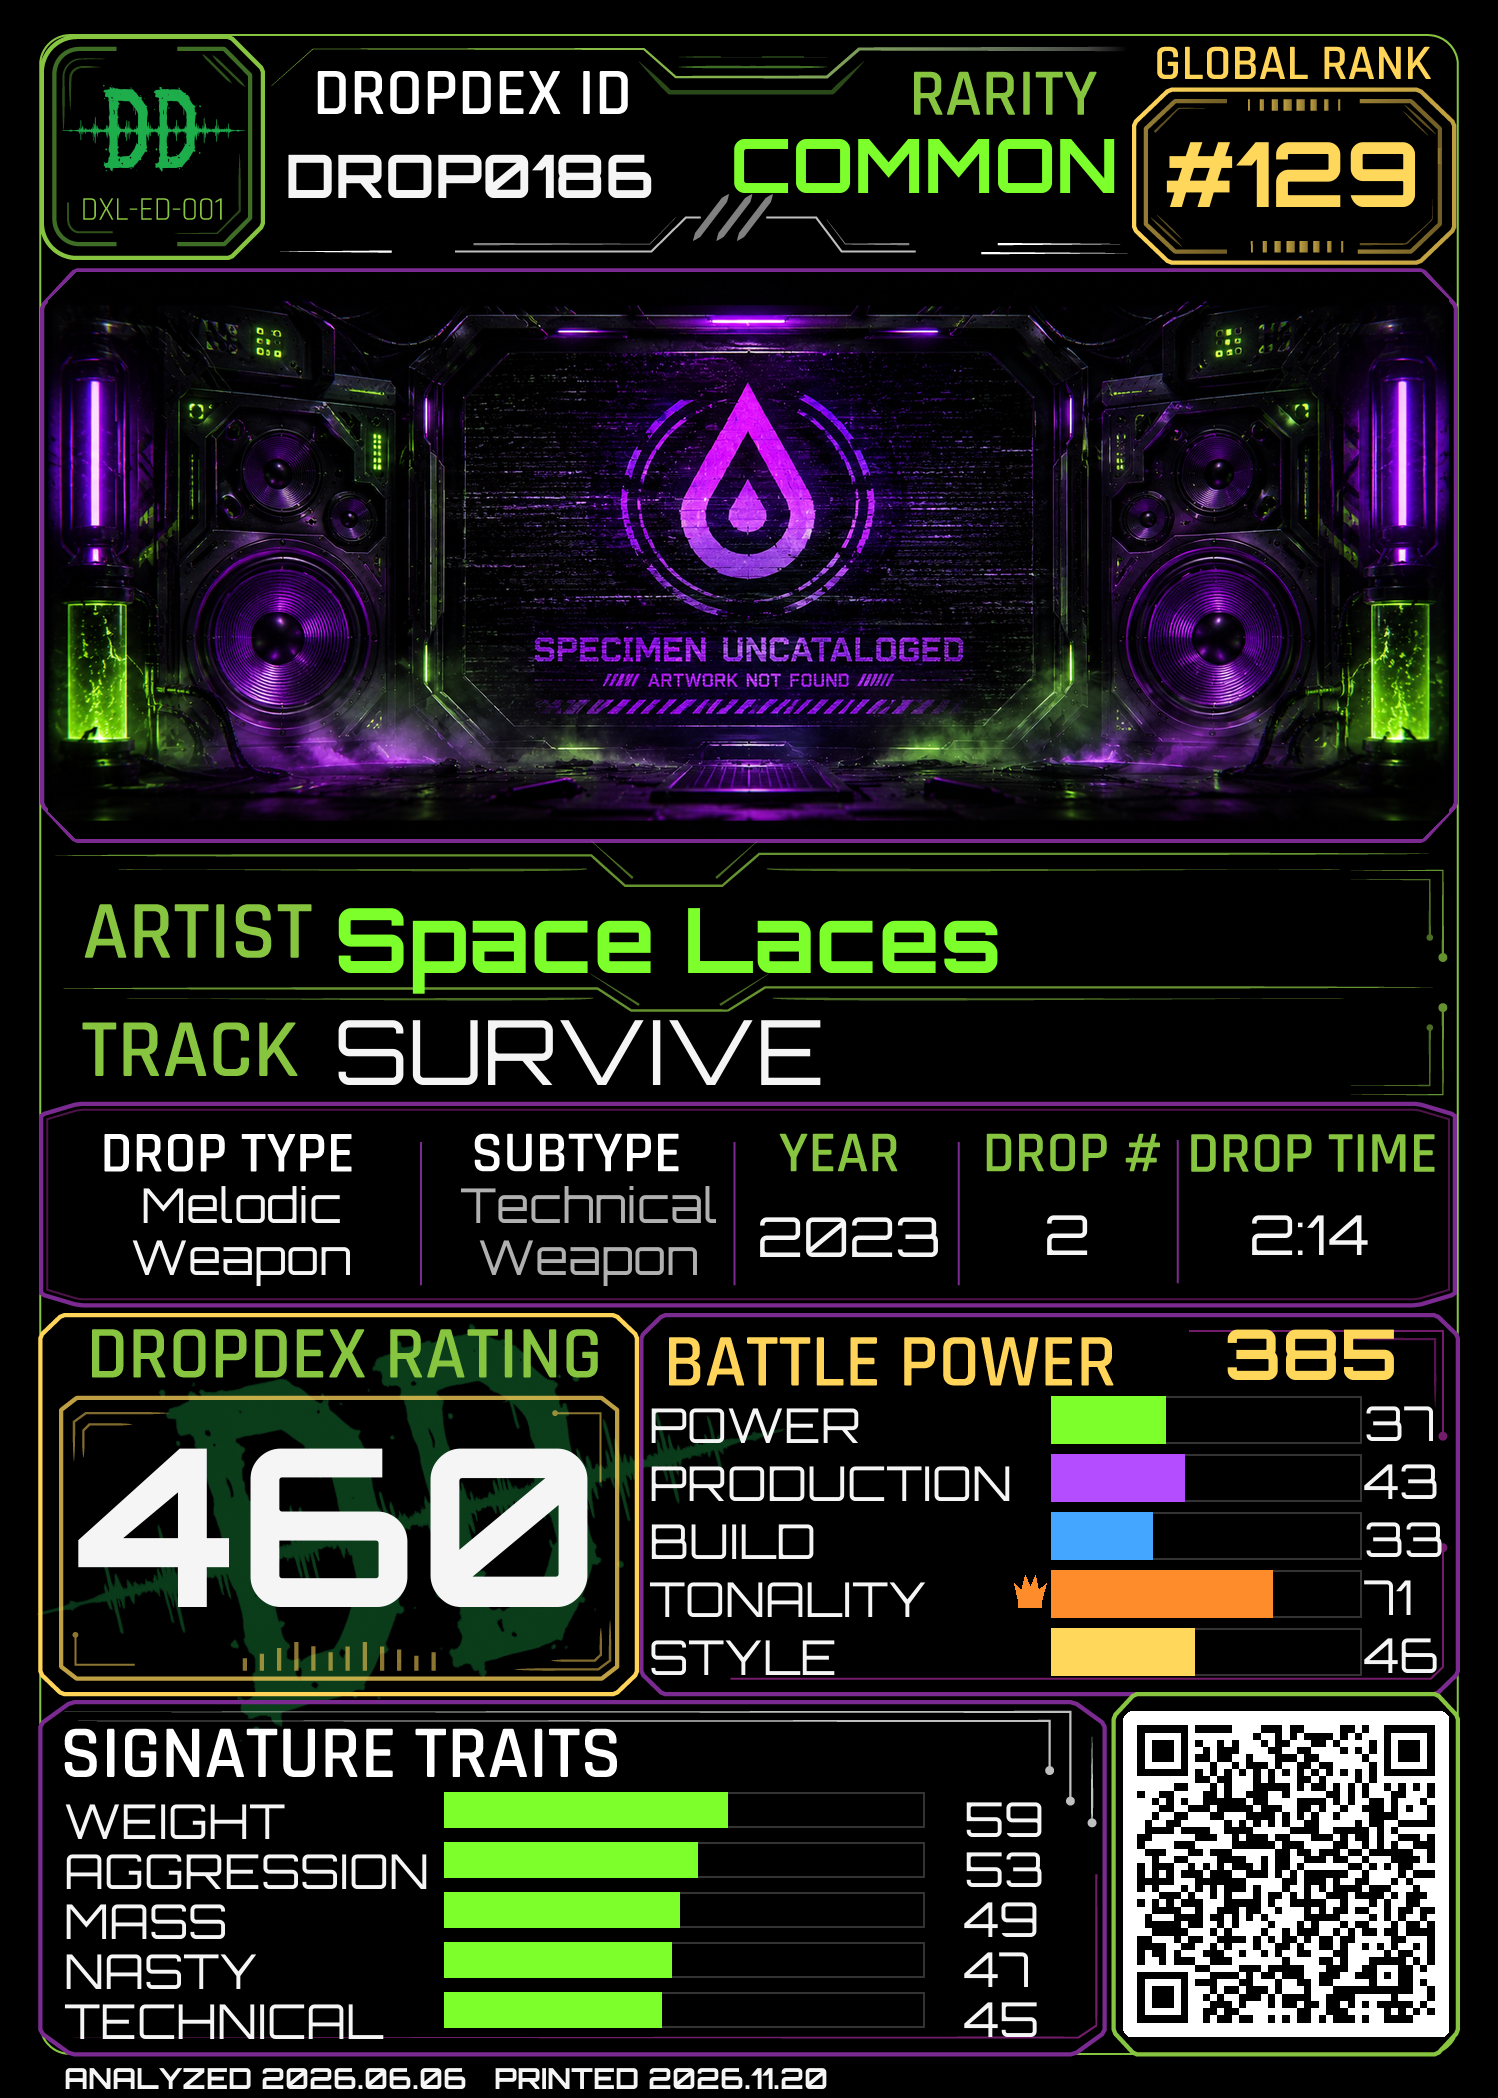 DD
DXL-ED-001
DROPDEX ID
DROP0186
RARITY
COMMON
GLOBAL RANK
#129
SPECIMEN UNCATALOGED
///// ARTWORK NOT FOUND /////
ARTIST Space Laces
TRACK SURVIVE
DROP TYPE
Melodic
Weapon
SUBTYPE
Technical
Weapon
YEAR
2023
DROP #
2
DROP TIME
2:14
DROPDEX RATING
460
BATTLE POWER 385
POWER 37
PRODUCTION 43
BUILD 33
TONALITY 71
STYLE 46
SIGNATURE TRAITS
WEIGHT 59
AGGRESSION 53
MASS 49
NASTY 47
TECHNICAL 45
ANALYZED 2026.06.06 PRINTED 2026.11.20